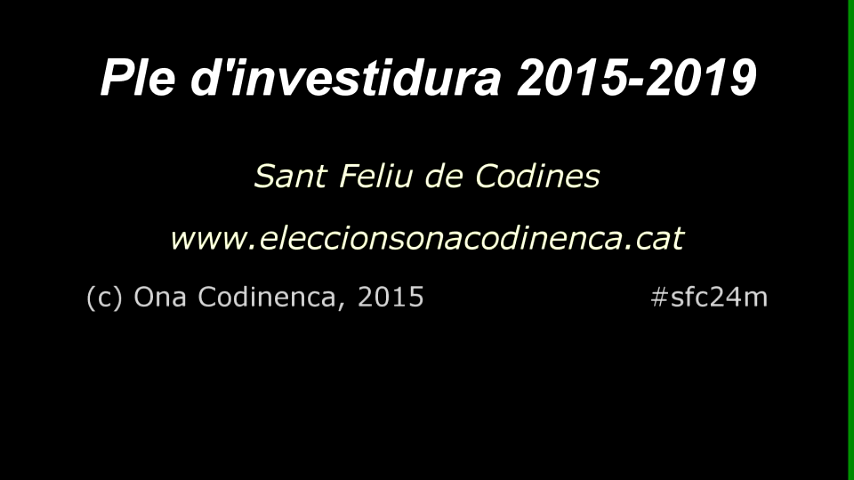 Ple d'investidura 2015-2019
Sant Feliu de Codines
www.eleccionsonacodinenca.cat
(c) Ona Codinenca, 2015 #sfc24m